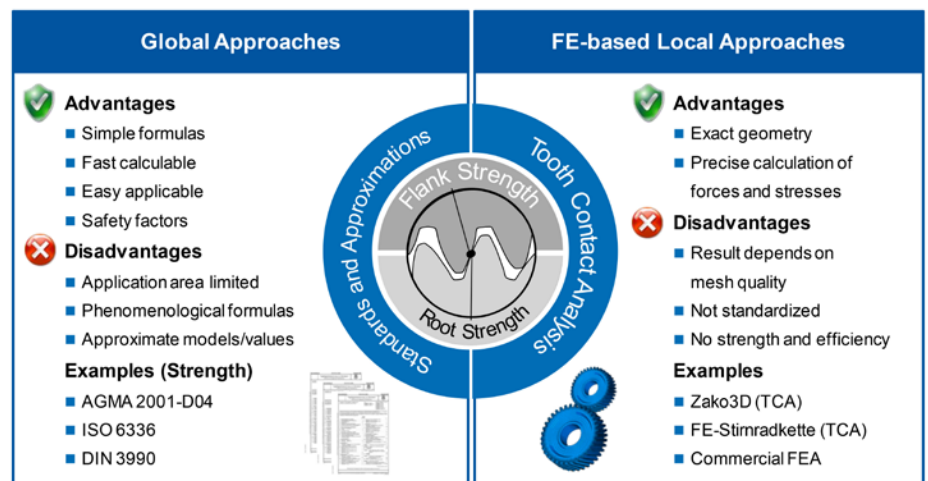 Global Approaches
Advantages
Simple formulas
Fast calculable
Easy applicable
Safety factors
Disadvantages
Application area limited
Phenomenological formulas
Approximate models/values
Examples (Strength)
AGMA 2001-D04
ISO 6336
DIN 3990
Standards and Approximations
Flank Strength
Root Strength
Tooth Contact Analysis
FE-based Local Approaches
Advantages
Exact geometry
Precise calculation of
forces and stresses
Disadvantages
Result depends on
mesh quality
Not standardized
No strength and efficiency
Examples
Zako3D (TCA)
FE-Stirnradkette (TCA)
Commercial FEA